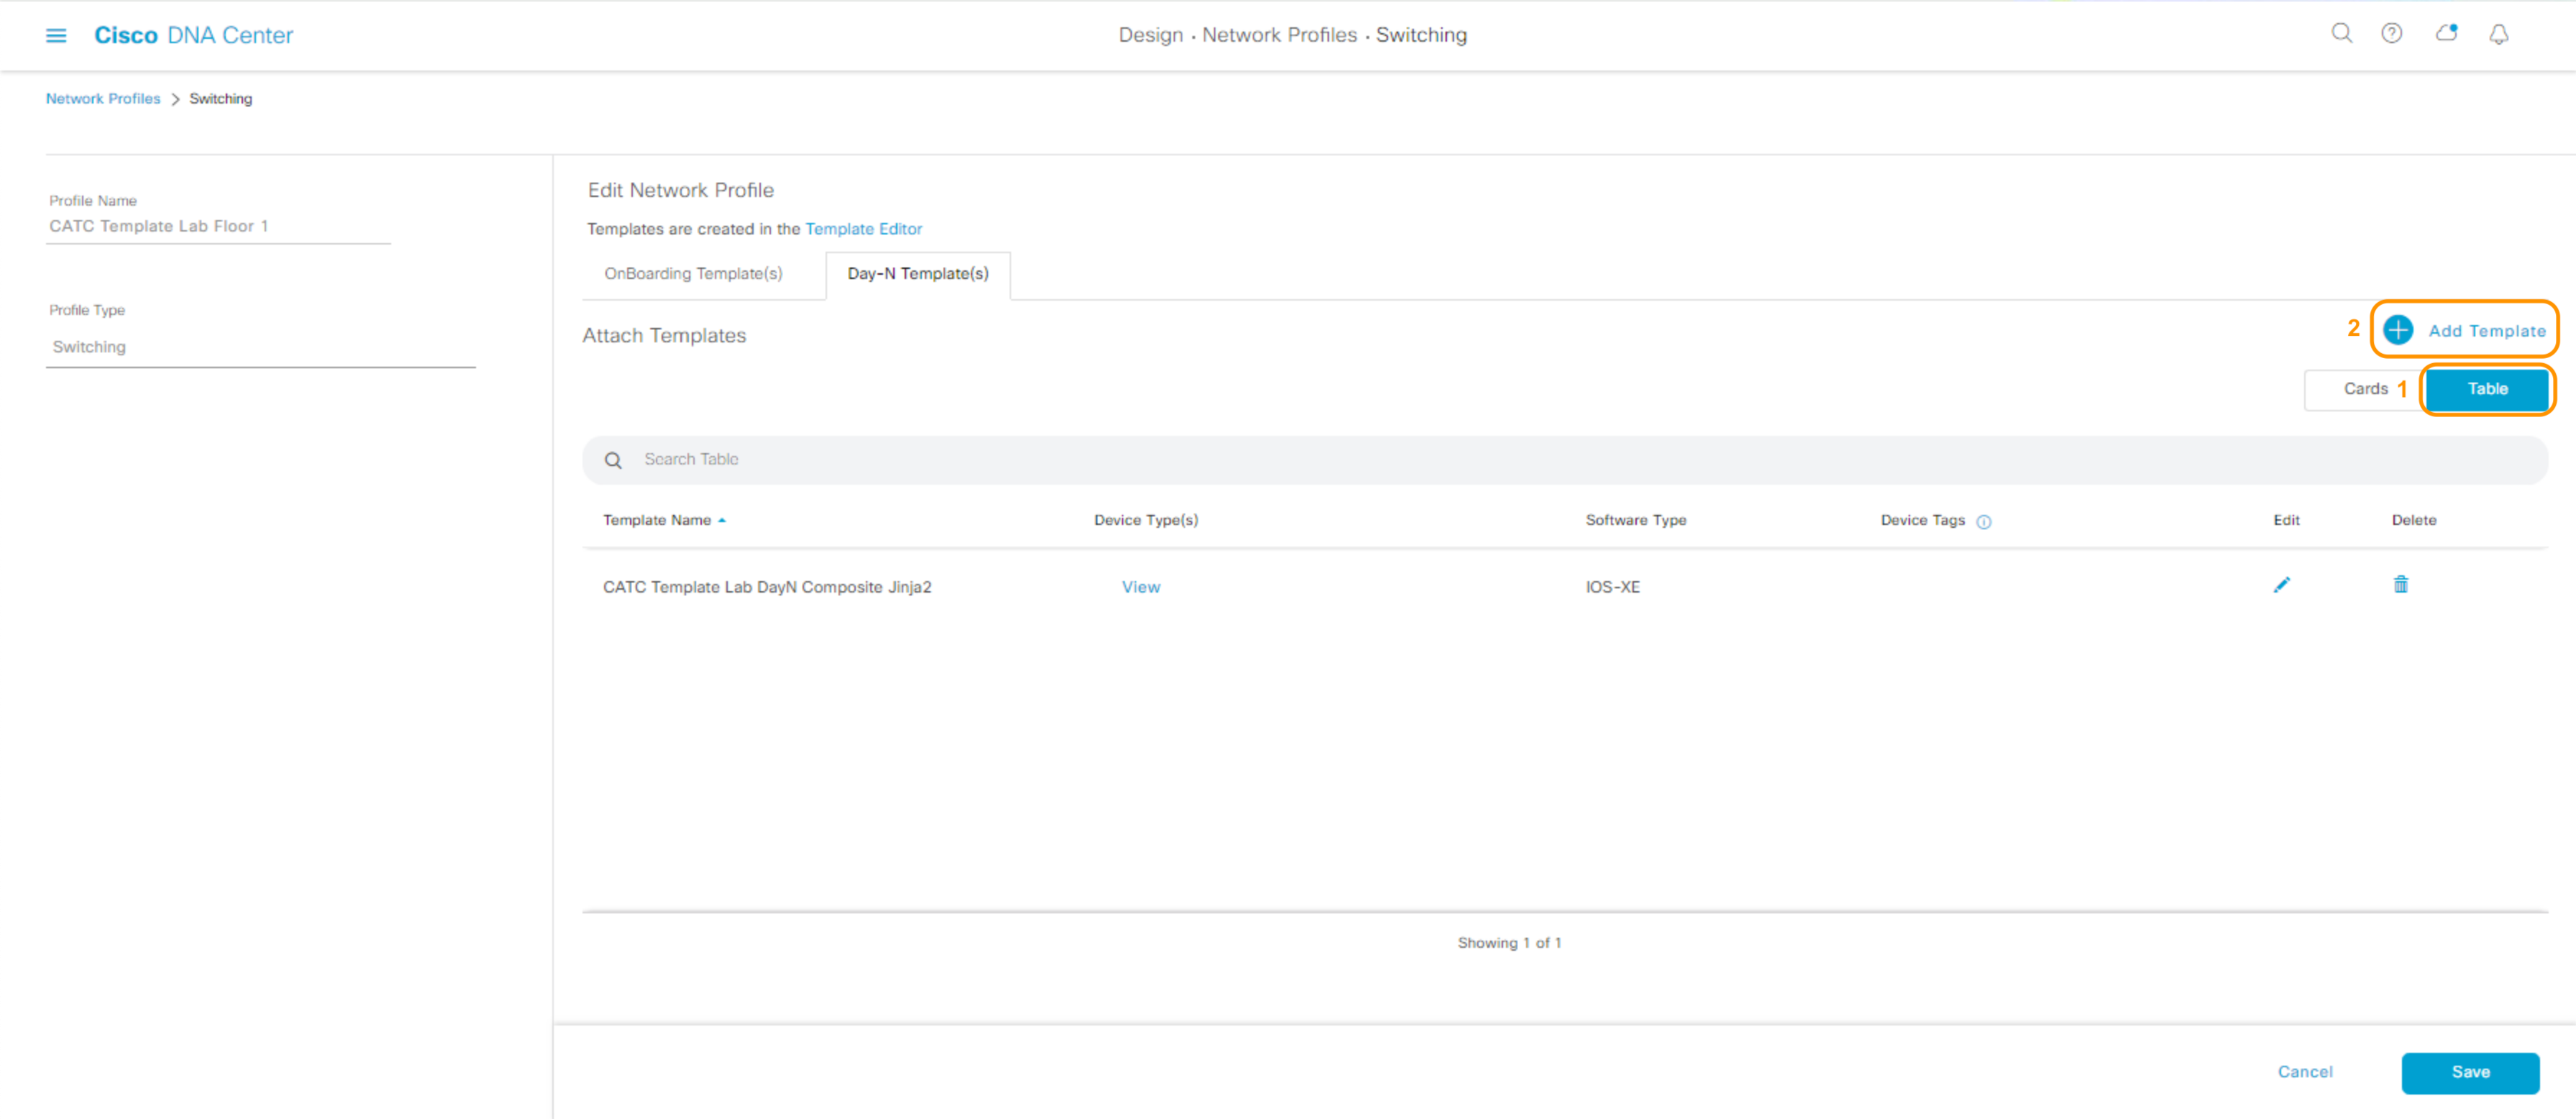 Cisco DNA Center
Design · Network Profiles · Switching
Network Profiles > Switching
Profile Name
CATC Template Lab Floor 1
Profile Type
Switching
Edit Network Profile
Templates are created in the Template Editor
OnBoarding Template(s) Day-N Template(s)
Attach Templates
2 Add Template
Cards 1 Table
Search Table
Template Name Device Type(s) Software Type Device Tags Edit Delete
CATC Template Lab DayN Composite Jinja2 View IOS-XE
Showing 1 of 1
Cancel Save